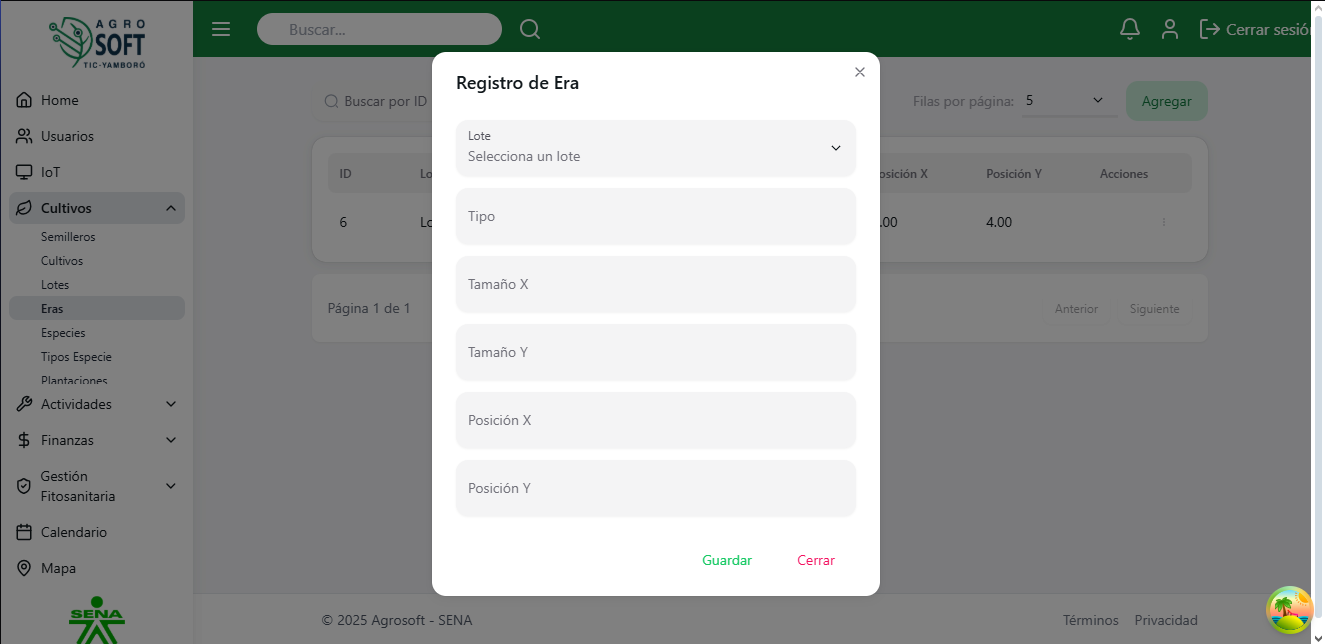 AGRO
SOFT
TIC-YAMBORÓ
Buscar...
Cerrar sesión
Home
Usuarios
IoT
Cultivos
Semilleros
Cultivos
Lotes
Eras
Especies
Tipos Especie
Plantaciones
Actividades
Finanzas
Gestión
Fitosanitaria
Calendario
Mapa
SENA
Buscar por ID
Filas por página: 5
Agregar
ID Lo osición X Posición Y Acciones
6 Lo .00 4.00
Página 1 de 1
Anterior Siguiente
Registro de Era
Lote
Selecciona un lote
Tipo
Tamaño X
Tamaño Y
Posición X
Posición Y
Guardar Cerrar
© 2025 Agrosoft - SENA
Términos Privacidad